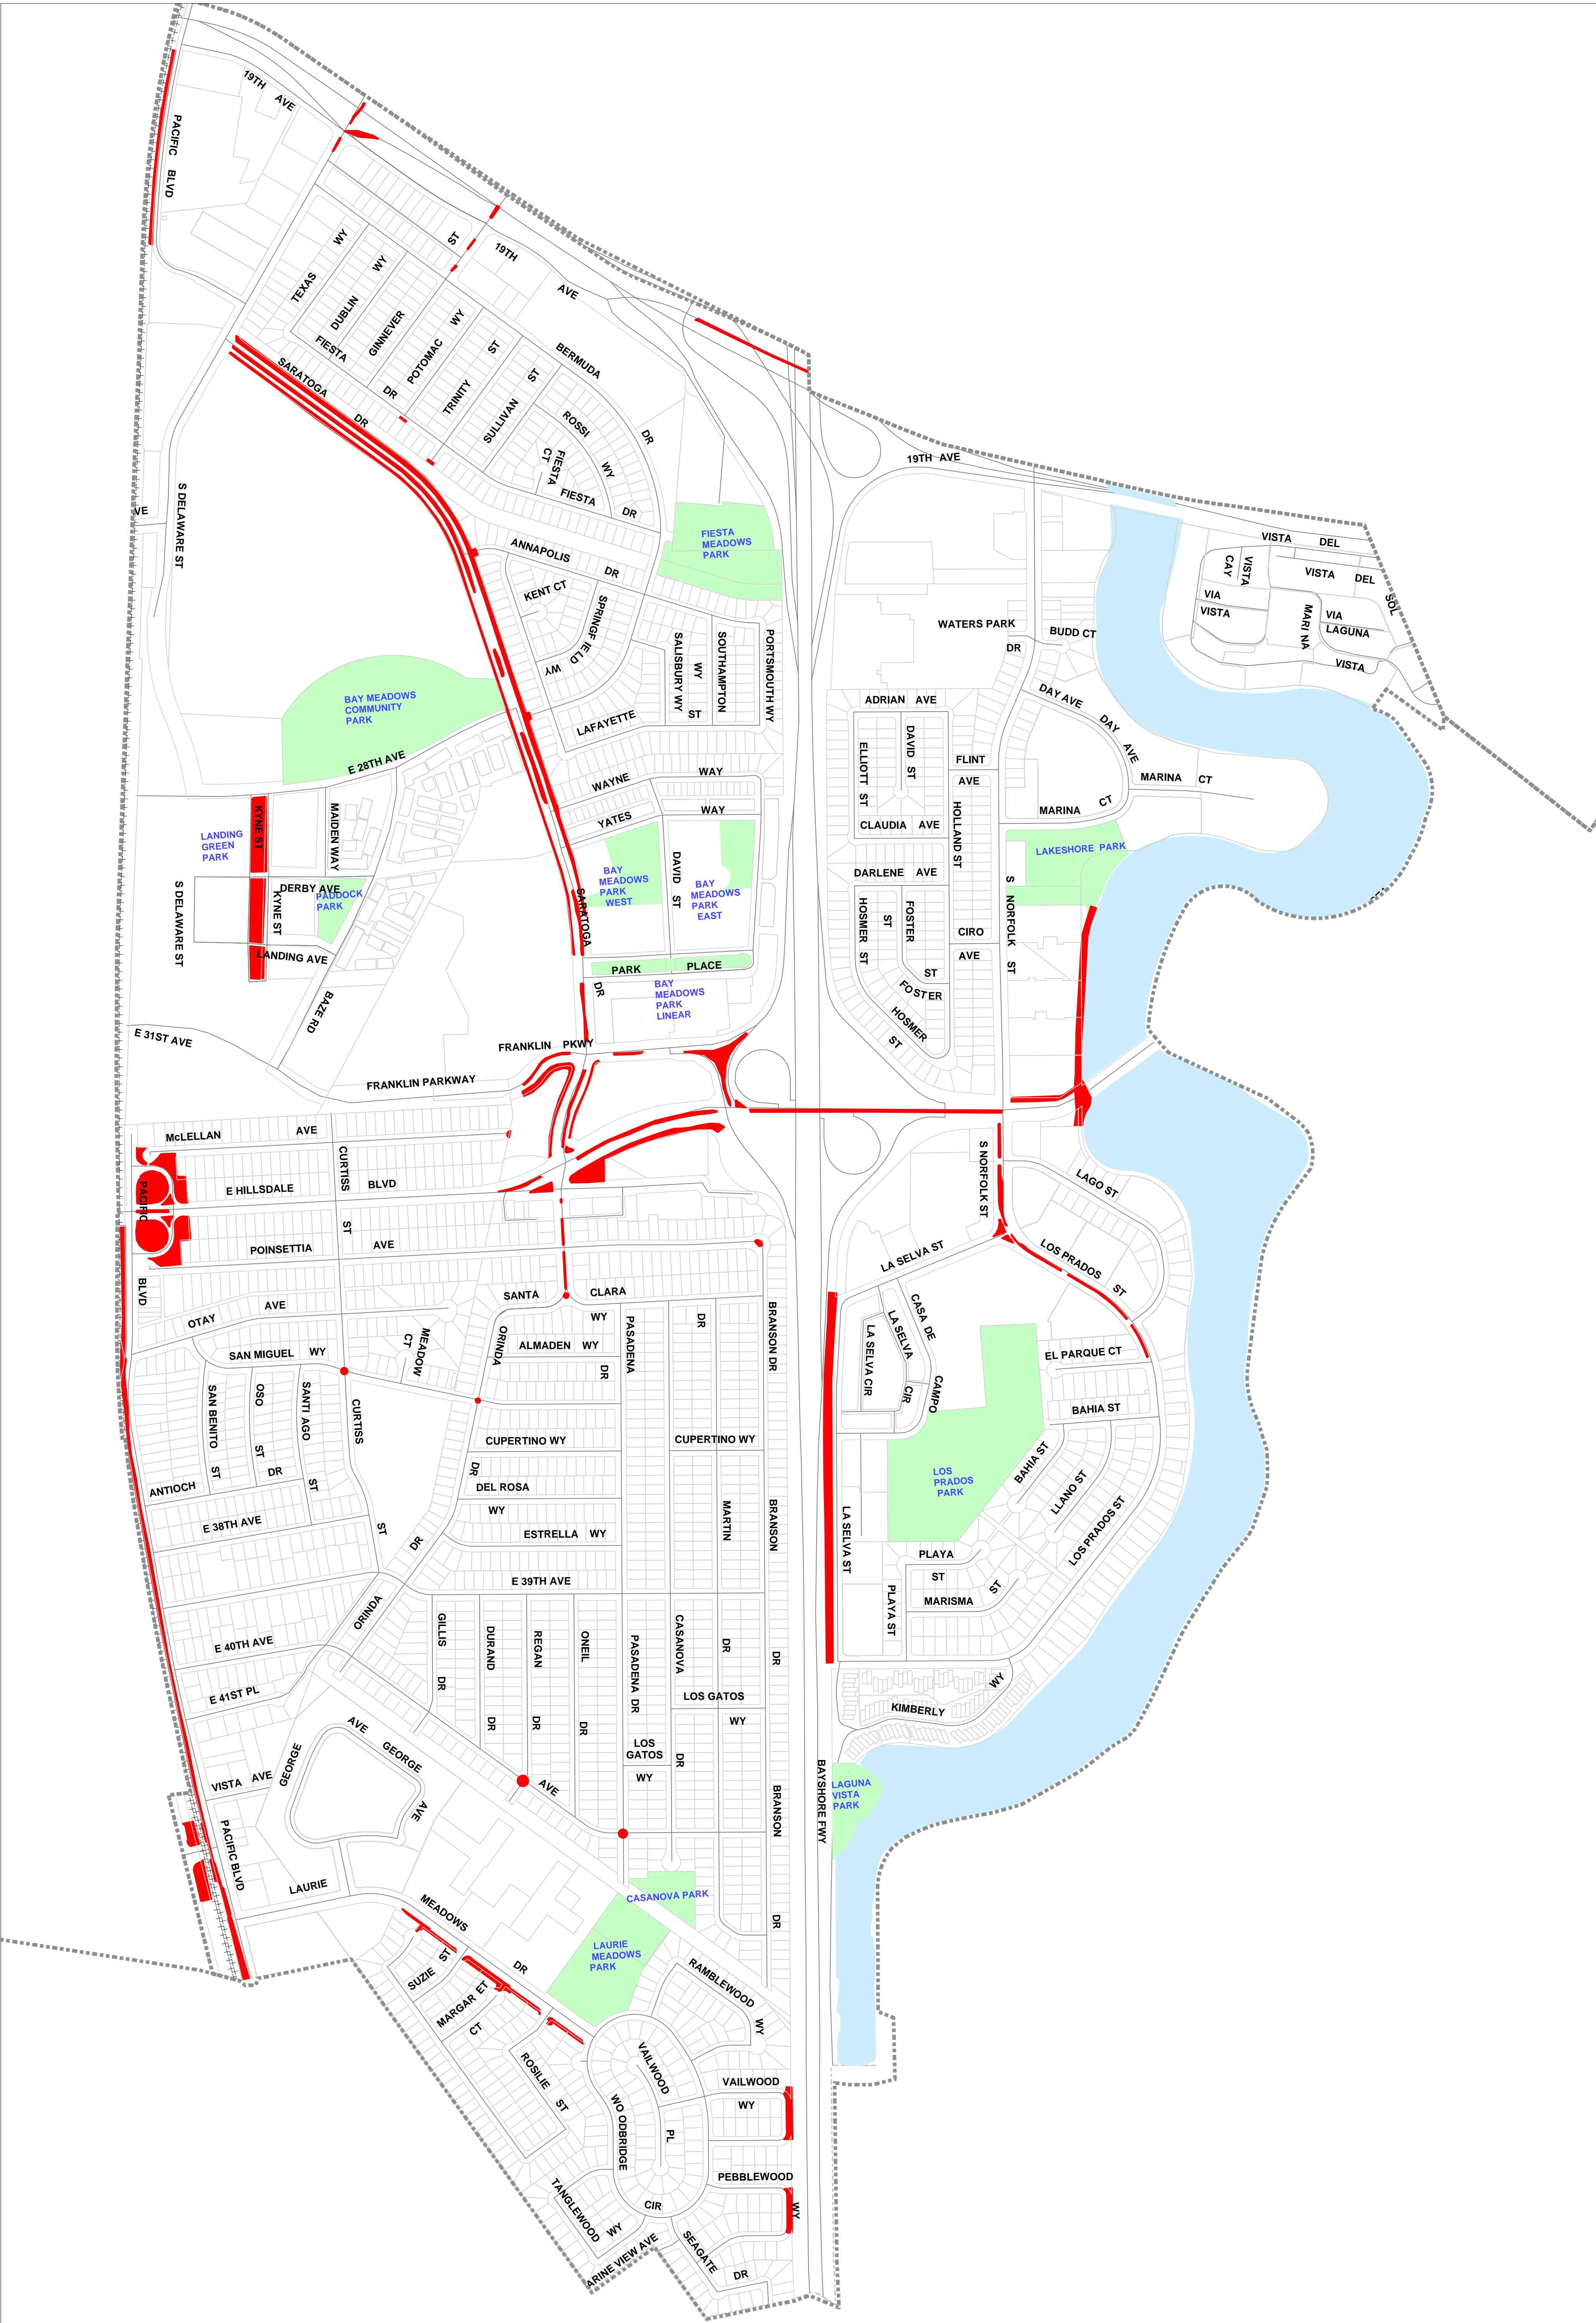 19TH AVE
PACIFIC BLVD
TEXAS WY
DUBLIN WY
GINNEVER ST
POTOMAC WY
TRINITY ST
SULLIVAN ST
FIESTA DR
SARATOGA DR
19TH AVE
BERMUDA DR
ROSSI WY
FIESTA CT
FIESTA DR
19TH AVE
VISTA DEL
VISTA DEL SOL
VISTA CAY
VIA VISTA
MARI NA
VIA LAGUNA
VISTA
S DELAWARE ST
VE
ANNAPOLIS DR
FIESTA
MEADOWS
PARK
KENT CT
SPRINGF IE LD WY
SALISBURY WY
SOUTHAMPTON WY
PORTSMOUTH WY
LAFAYETTE ST
WATERS PARK DR
BUDD CT
ADRIAN AVE
DAY AVE
DAY AVE
BAY MEADOWS
COMMUNITY
PARK
E 28TH AVE
WAYNE WAY
YATES WAY
ELLIOTT ST
DAVID ST
FLINT AVE
MARINA CT
MARINA CT
CLAUDIA AVE
HOLLAND ST
LANDING
GREEN
PARK
KYNE ST
MAIDEN WAY
DERBY AVE
PADDOCK
PARK
KYNE ST
LANDING AVE
S DELAWARE ST
BAY
MEADOWS
PARK
WEST
DAVID ST
BAY
MEADOWS
PARK
EAST
LAKESHORE PARK
DARLENE AVE
HOSMER ST
FOSTER ST
S NORFOLK ST
CIRO AVE
SARATOGA DR
PARK PLACE
BAY
MEADOWS
PARK
LINEAR
FO ST ER ST
HOSMER ST
BAZE RD
E 31ST AVE
FRANKLIN PKWY
FRANKLIN PARKWAY
McLELLAN AVE
CURTISS ST
E HILLSDALE BLVD
PACIFIC BLVD
POINSETTIA AVE
S NORFOLK ST
LAGO ST
LA SELVA ST
LOS PRADOS ST
OTAY AVE
SANTA CLARA WY
ORINDA DR
ALMADEN WY
PASADENA DR
DR
BRANSON DR
CASA DE CAMPO
LA SELVA CIR
LA SELVA CIR
SAN MIGUEL WY
MEADOW CT
EL PARQUE CT
BAHIA ST
SAN BENITO ST
OSO ST
SANTI AGO ST
CURTISS ST
CUPERTINO WY
CUPERTINO WY
LOS
PRADOS
PARK
BAHIA ST
LLANO ST
LOS PRADOS ST
ANTIOCH DR
DEL ROSA WY
E 38TH AVE
ESTRELLA WY
MARTIN DR
BRANSON DR
LA SELVA ST
PLAYA ST
MARISMA ST
PLAYA ST
E 39TH AVE
ORINDA DR
E 40TH AVE
E 41ST PL
GILLIS DR
DURAND DR
REGAN DR
ONEIL DR
PASADENA DR
CASANOVA DR
LOS GATOS WY
KIMBERLY WY
LOS GATOS WY
VISTA AVE
GEORGE AVE
GEORGE AVE
AVE
BRANSON DR
BAYSHORE FWY
LAGUNA
VISTA
PARK
PACIFIC BLVD
LAURIE MEADOWS DR
CASANOVA PARK
LAURIE
MEADOWS
PARK
SUZIE ST
MARGAR ET CT
ROSILIE ST
RAMBLEWOOD WY
VAILWOOD PL
VAILWOOD WY
WO ODBRIDGE CIR
PEBBLEWOOD WY
TANGLEWOOD WY
ARINE VIEW AVE
SEAGATE DR